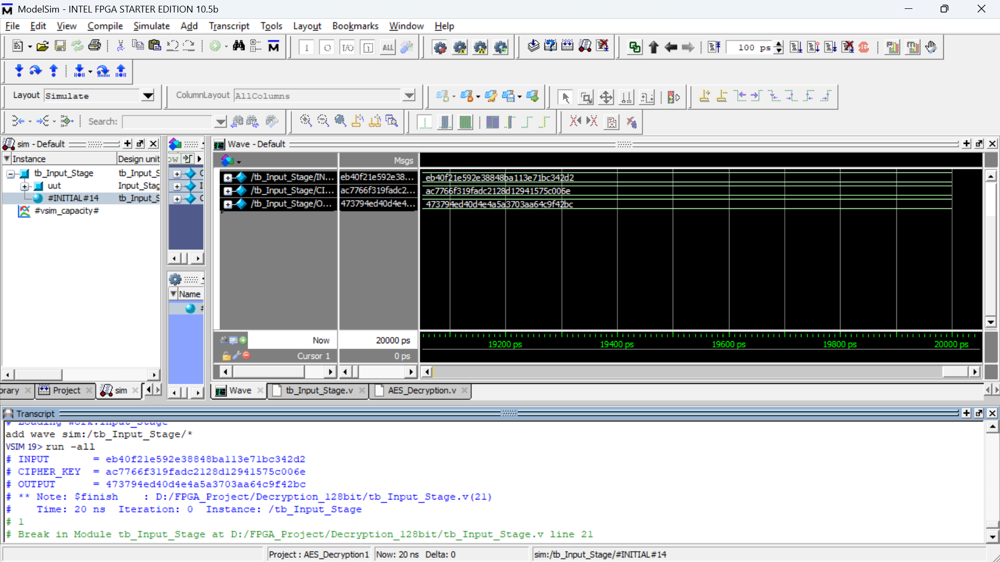 ModelSim - INTEL FPGA STARTER EDITION 10.5b
File Edit View Compile Simulate Add Transcript Tools Layout Bookmarks Window Help
100 ps
Layout Simulate ColumnLayout AllColumns
Search:
sim - Default
Wave - Default
Instance Design unit
Msgs
tb_Input_Stage tb_Input_S
uut Input_Stag
#INITIAL#14 tb_Input_S
#vsim_capacity#
/tb_Input_Stage/IN... eb40f21e592e38... eb40f21e592e38848ba113e71bc342d2
/tb_Input_Stage/CI... ac7766f319fadc2... ac7766f319fadc2128d12941575c006e
/tb_Input_Stage/O... 473794ed40d4e4... 473794ed40d4e4a5a3703aa64c9f42bc
Name
Now 20000 ps
Cursor 1 0 ps
19200 ps 19400 ps 19600 ps 19800 ps 20000 ps
brary Project sim Wave tb_Input_Stage.v AES_Decryption.v
Transcript
# Loading work.Input_Stage
add wave sim:/tb_Input_Stage/*
VSIM 19> run -all
# INPUT = eb40f21e592e38848ba113e71bc342d2
# CIPHER_KEY = ac7766f319fadc2128d12941575c006e
# OUTPUT = 473794ed40d4e4a5a3703aa64c9f42bc
# ** Note: $finish : D:/FPGA_Project/Decryption_128bit/tb_Input_Stage.v(21)
# Time: 20 ns Iteration: 0 Instance: /tb_Input_Stage
# 1
# Break in Module tb_Input_Stage at D:/FPGA_Project/Decryption_128bit/tb_Input_Stage.v line 21
Project : AES_Decryption1 Now: 20 ns Delta: 0 sim:/tb_Input_Stage/#INITIAL#14